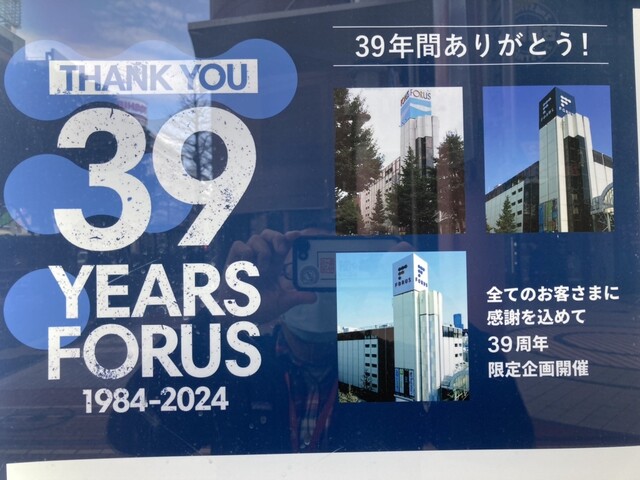 THANK YOU
39
YEARS
FORUS
1984-2024
39年間ありがとう!
FORUS
FORUS
FORUS
全てのお客さまに
感謝を込めて
39周年
限定企画開催